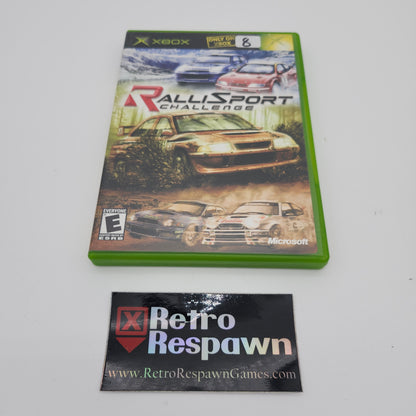 XBOX
ONLY ON
XBOX
8
RALLISPORT
CHALLENGE
EVERYONE
E
ESRB
Microsoft
X Retro
Respawn
www.RetroRespawnGames.com